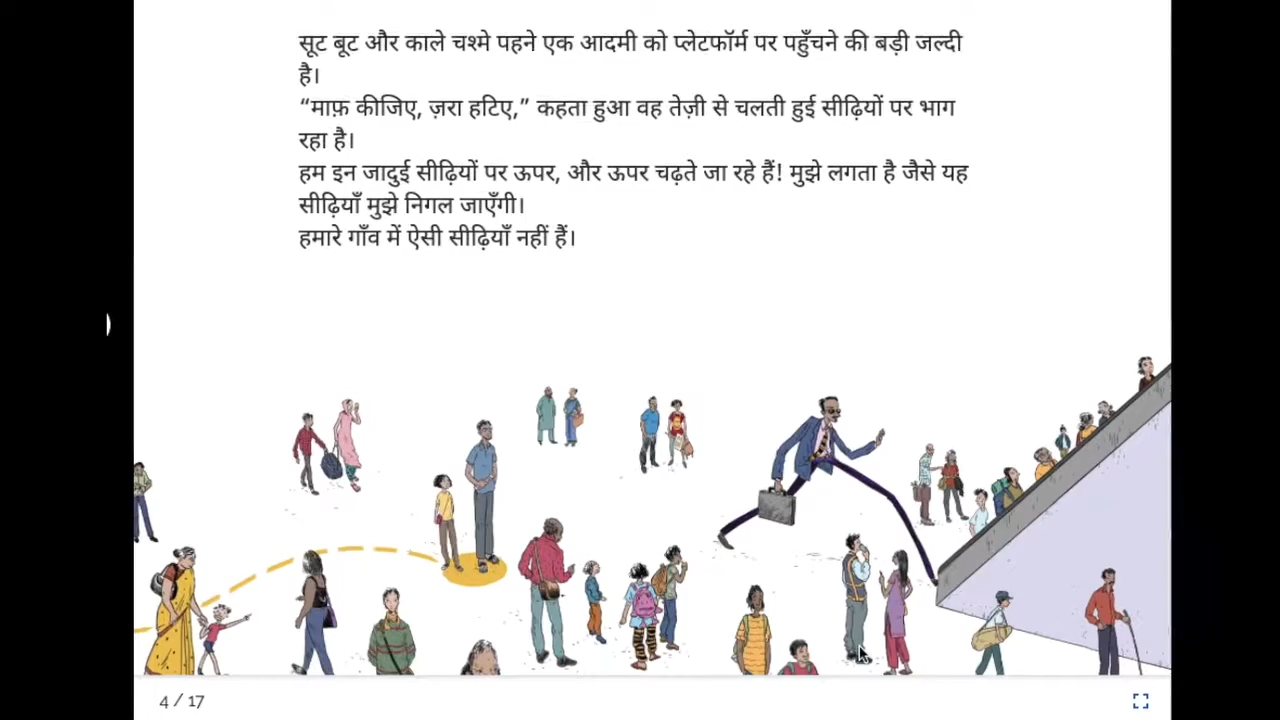 सूट बूट और काले चश्मे पहने एक आदमी को प्लेटफॉर्म पर पहुँचने की बड़ी जल्दी
है।
“माफ़ कीजिए, ज़रा हटिए,” कहता हुआ वह तेज़ी से चलती हुई सीढ़ियों पर भाग
रहा है।
हम इन जादुई सीढ़ियों पर ऊपर, और ऊपर चढ़ते जा रहे हैं! मुझे लगता है जैसे यह
सीढ़ियाँ मुझे निगल जाएँगी।
हमारे गाँव में ऐसी सीढ़ियाँ नहीं हैं।
4 / 17